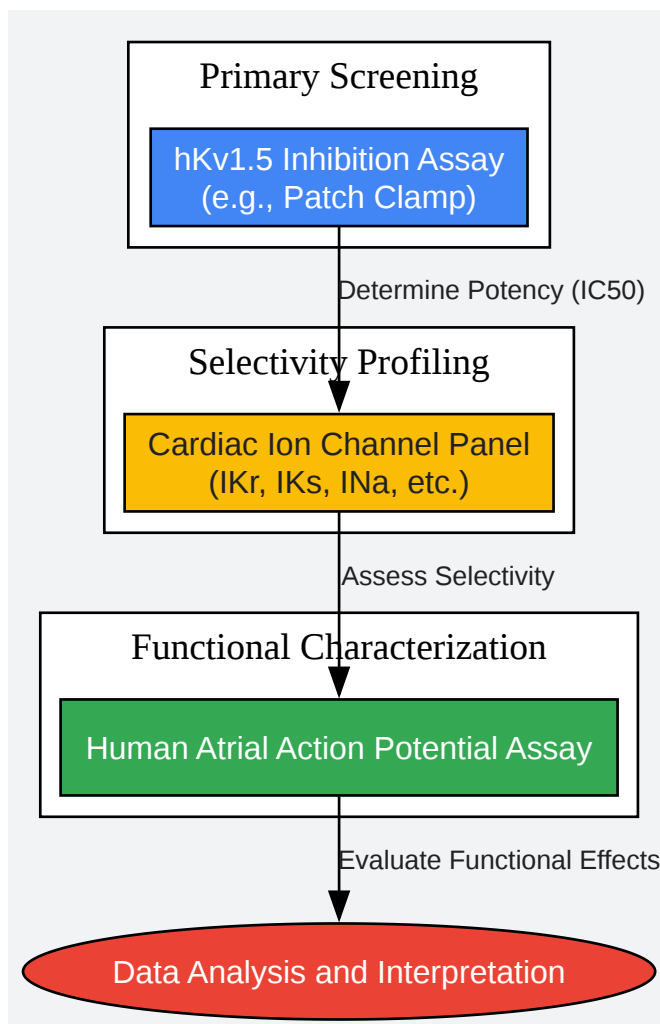 Primary Screening
hKv1.5 Inhibition Assay
(e.g., Patch Clamp)
Determine Potency (IC50)
Selectivity Profiling
Cardiac Ion Channel Panel
(IKr, IKs, INa, etc.)
Assess Selectivity
Functional Characterization
Human Atrial Action Potential Assay
Evaluate Functional Effects
Data Analysis and Interpretation